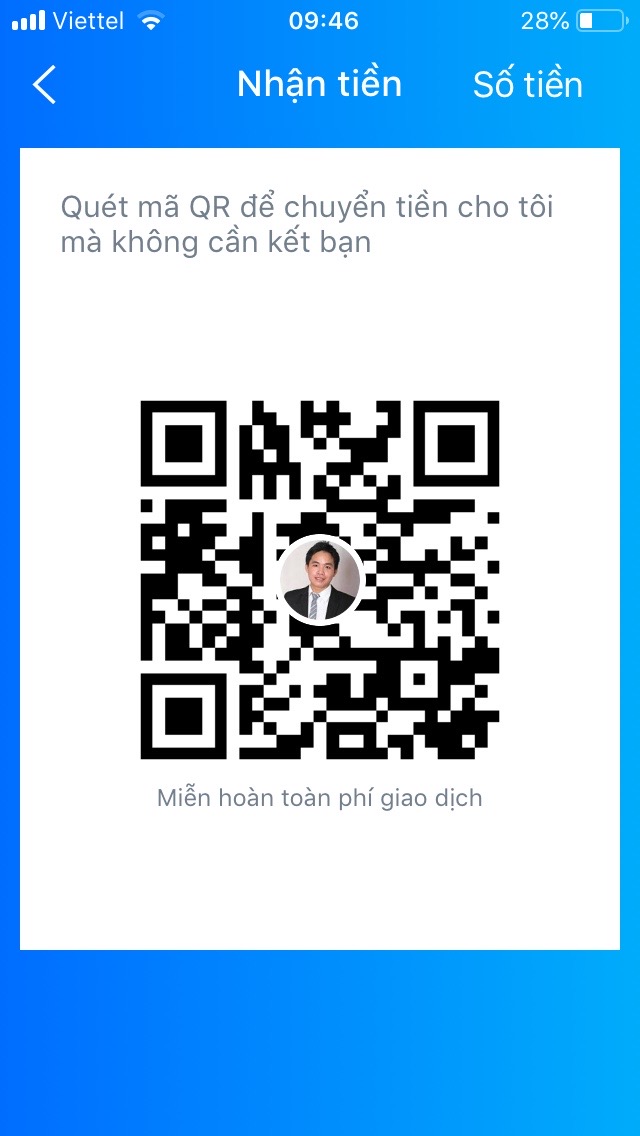 Viettel 09:46 28%
Nhận tiền Số tiền
Quét mã QR để chuyển tiền cho tôi
mà không cần kết bạn
Miễn hoàn toàn phí giao dịch